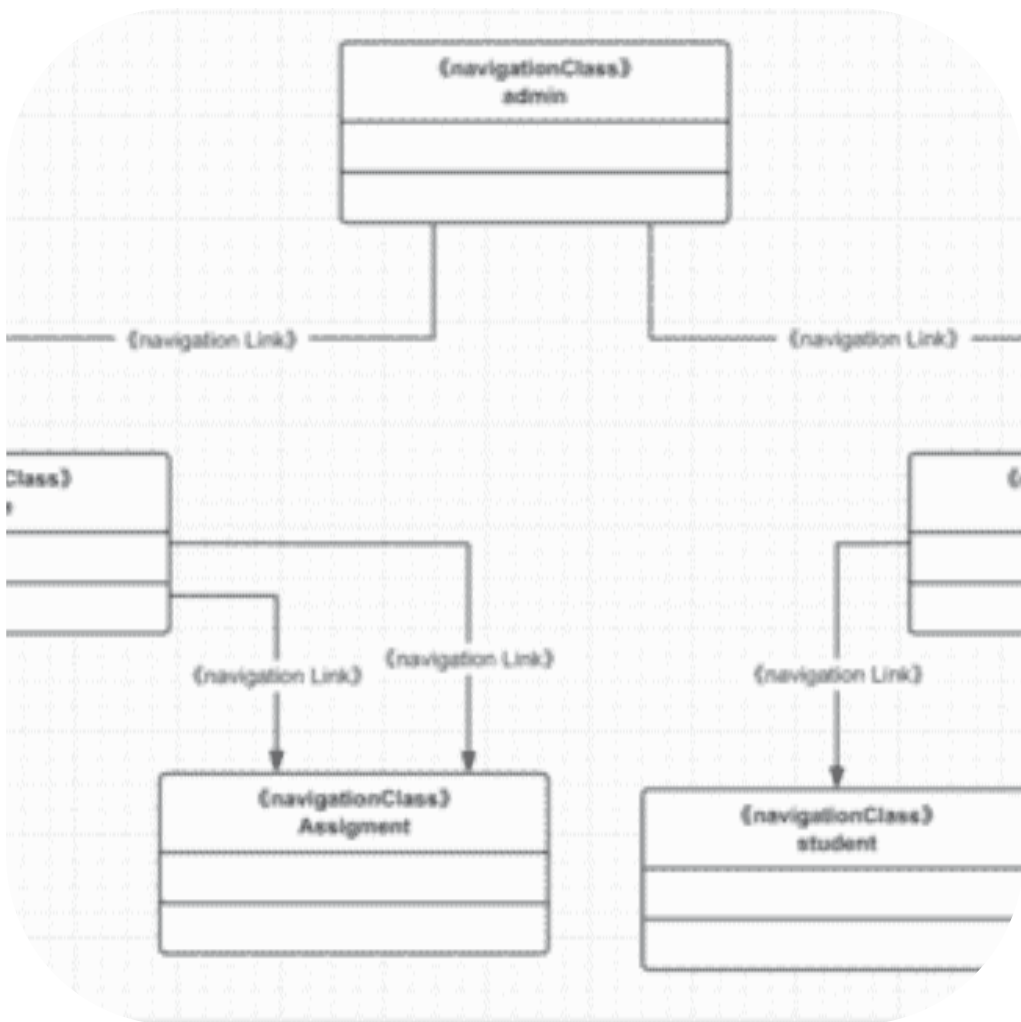 《navigationClass》
admin
《navigation Link》
《navigation Link》
Class》
e
《
《navigation Link》
《navigation Link》
《navigation Link》
《navigationClass》
Assigment
《navigationClass》
student